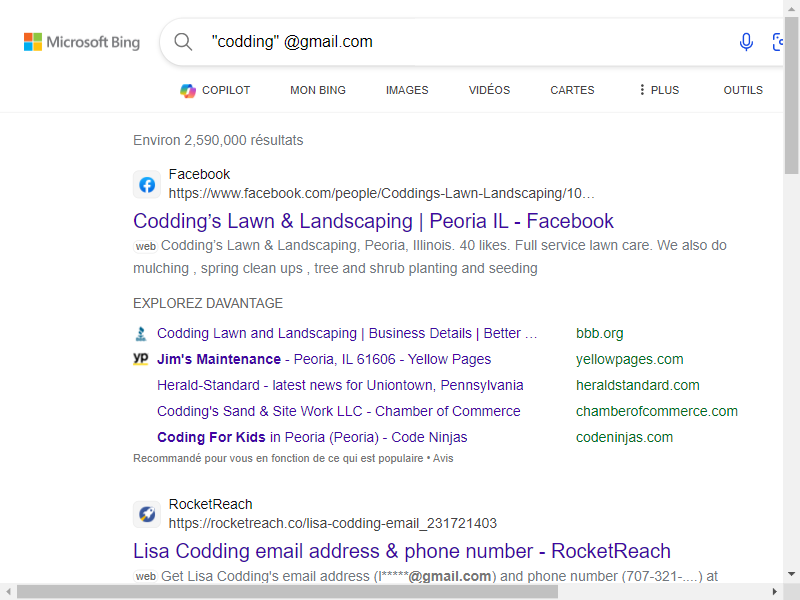 Microsoft Bing
"codding" @gmail.com
COPILOT MON BING IMAGES VIDÉOS CARTES PLUS OUTILS
Environ 2,590,000 résultats
Facebook
https://www.facebook.com/people/Coddings-Lawn-Landscaping/10…
Codding’s Lawn & Landscaping | Peoria IL - Facebook
web Codding’s Lawn & Landscaping, Peoria, Illinois. 40 likes. Full service lawn care. We also do
mulching , spring clean ups , tree and shrub planting and seeding
EXPLOREZ DAVANTAGE
Codding Lawn and Landscaping | Business Details | Better … bbb.org
YP Jim's Maintenance - Peoria, IL 61606 - Yellow Pages yellowpages.com
Herald-Standard - latest news for Uniontown, Pennsylvania heraldstandard.com
Codding's Sand & Site Work LLC - Chamber of Commerce chamberofcommerce.com
Coding For Kids in Peoria (Peoria) - Code Ninjas codeninjas.com
Recommandé pour vous en fonction de ce qui est populaire • Avis
RocketReach
https://rocketreach.co/lisa-codding-email_231721403
Lisa Codding email address & phone number - RocketReach
web Get Lisa Codding's email address (l*****@gmail.com) and phone number (707-321-....) at